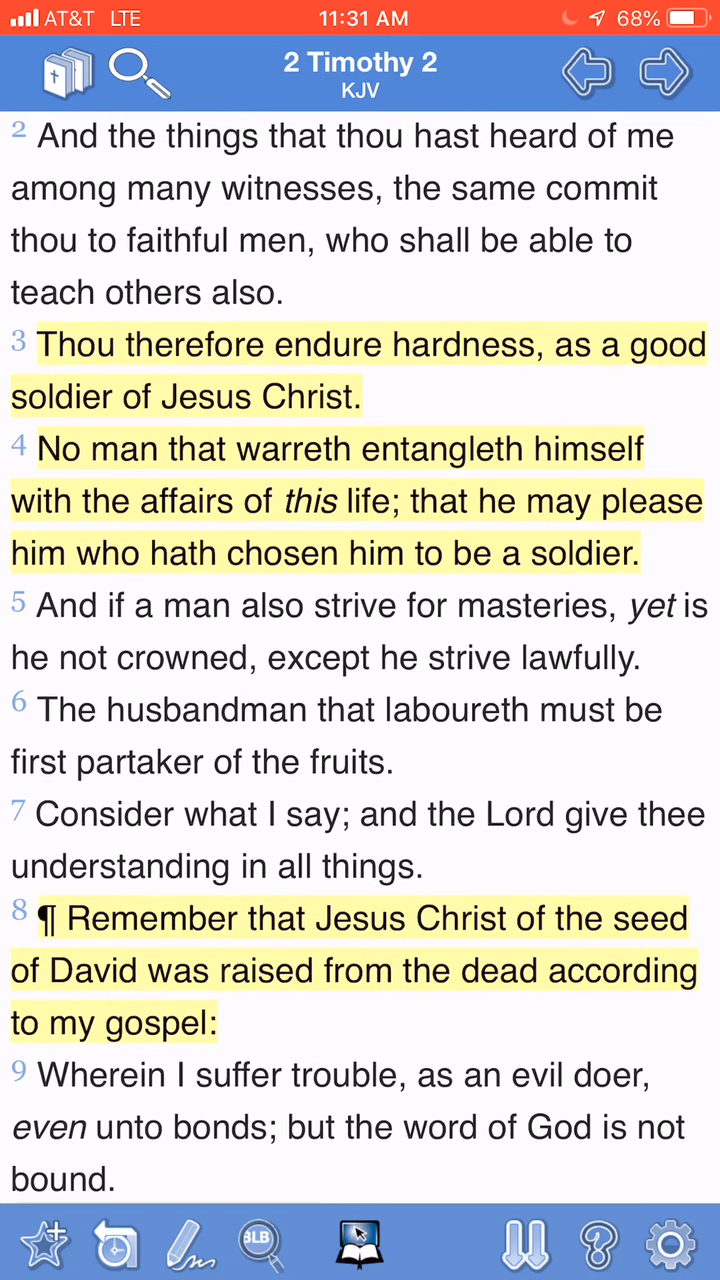 AT&T LTE 11:31 AM 68%
2 Timothy 2
KJV
2 And the things that thou hast heard of me
among many witnesses, the same commit
thou to faithful men, who shall be able to
teach others also.
3 Thou therefore endure hardness, as a good
soldier of Jesus Christ.
4 No man that warreth entangleth himself
with the affairs of this life; that he may please
him who hath chosen him to be a soldier.
5 And if a man also strive for masteries, yet is
he not crowned, except he strive lawfully.
6 The husbandman that laboureth must be
first partaker of the fruits.
7 Consider what I say; and the Lord give thee
understanding in all things.
8 ¶ Remember that Jesus Christ of the seed
of David was raised from the dead according
to my gospel:
9 Wherein I suffer trouble, as an evil doer,
even unto bonds; but the word of God is not
bound.
BLB